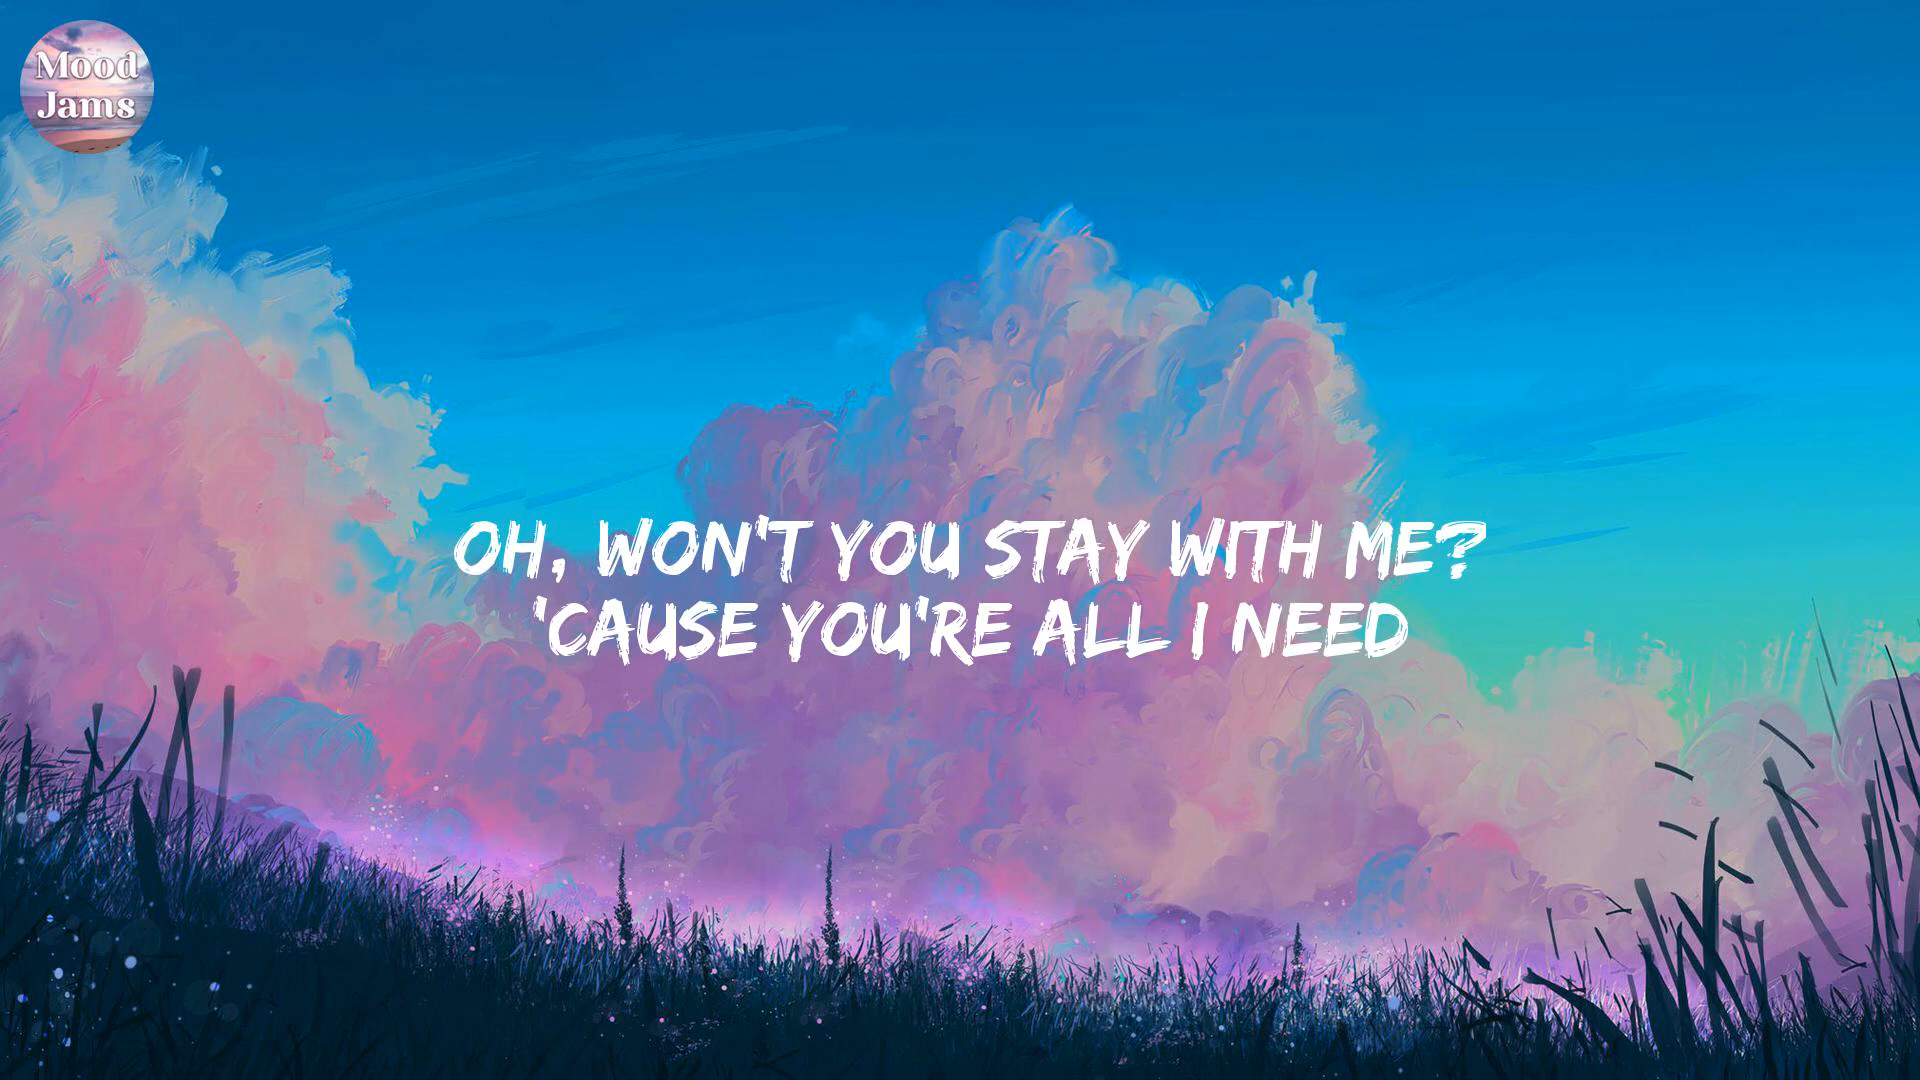 Mood
Jams
OH, WON'T YOU STAY WITH ME?
'CAUSE YOU'RE ALL I NEED